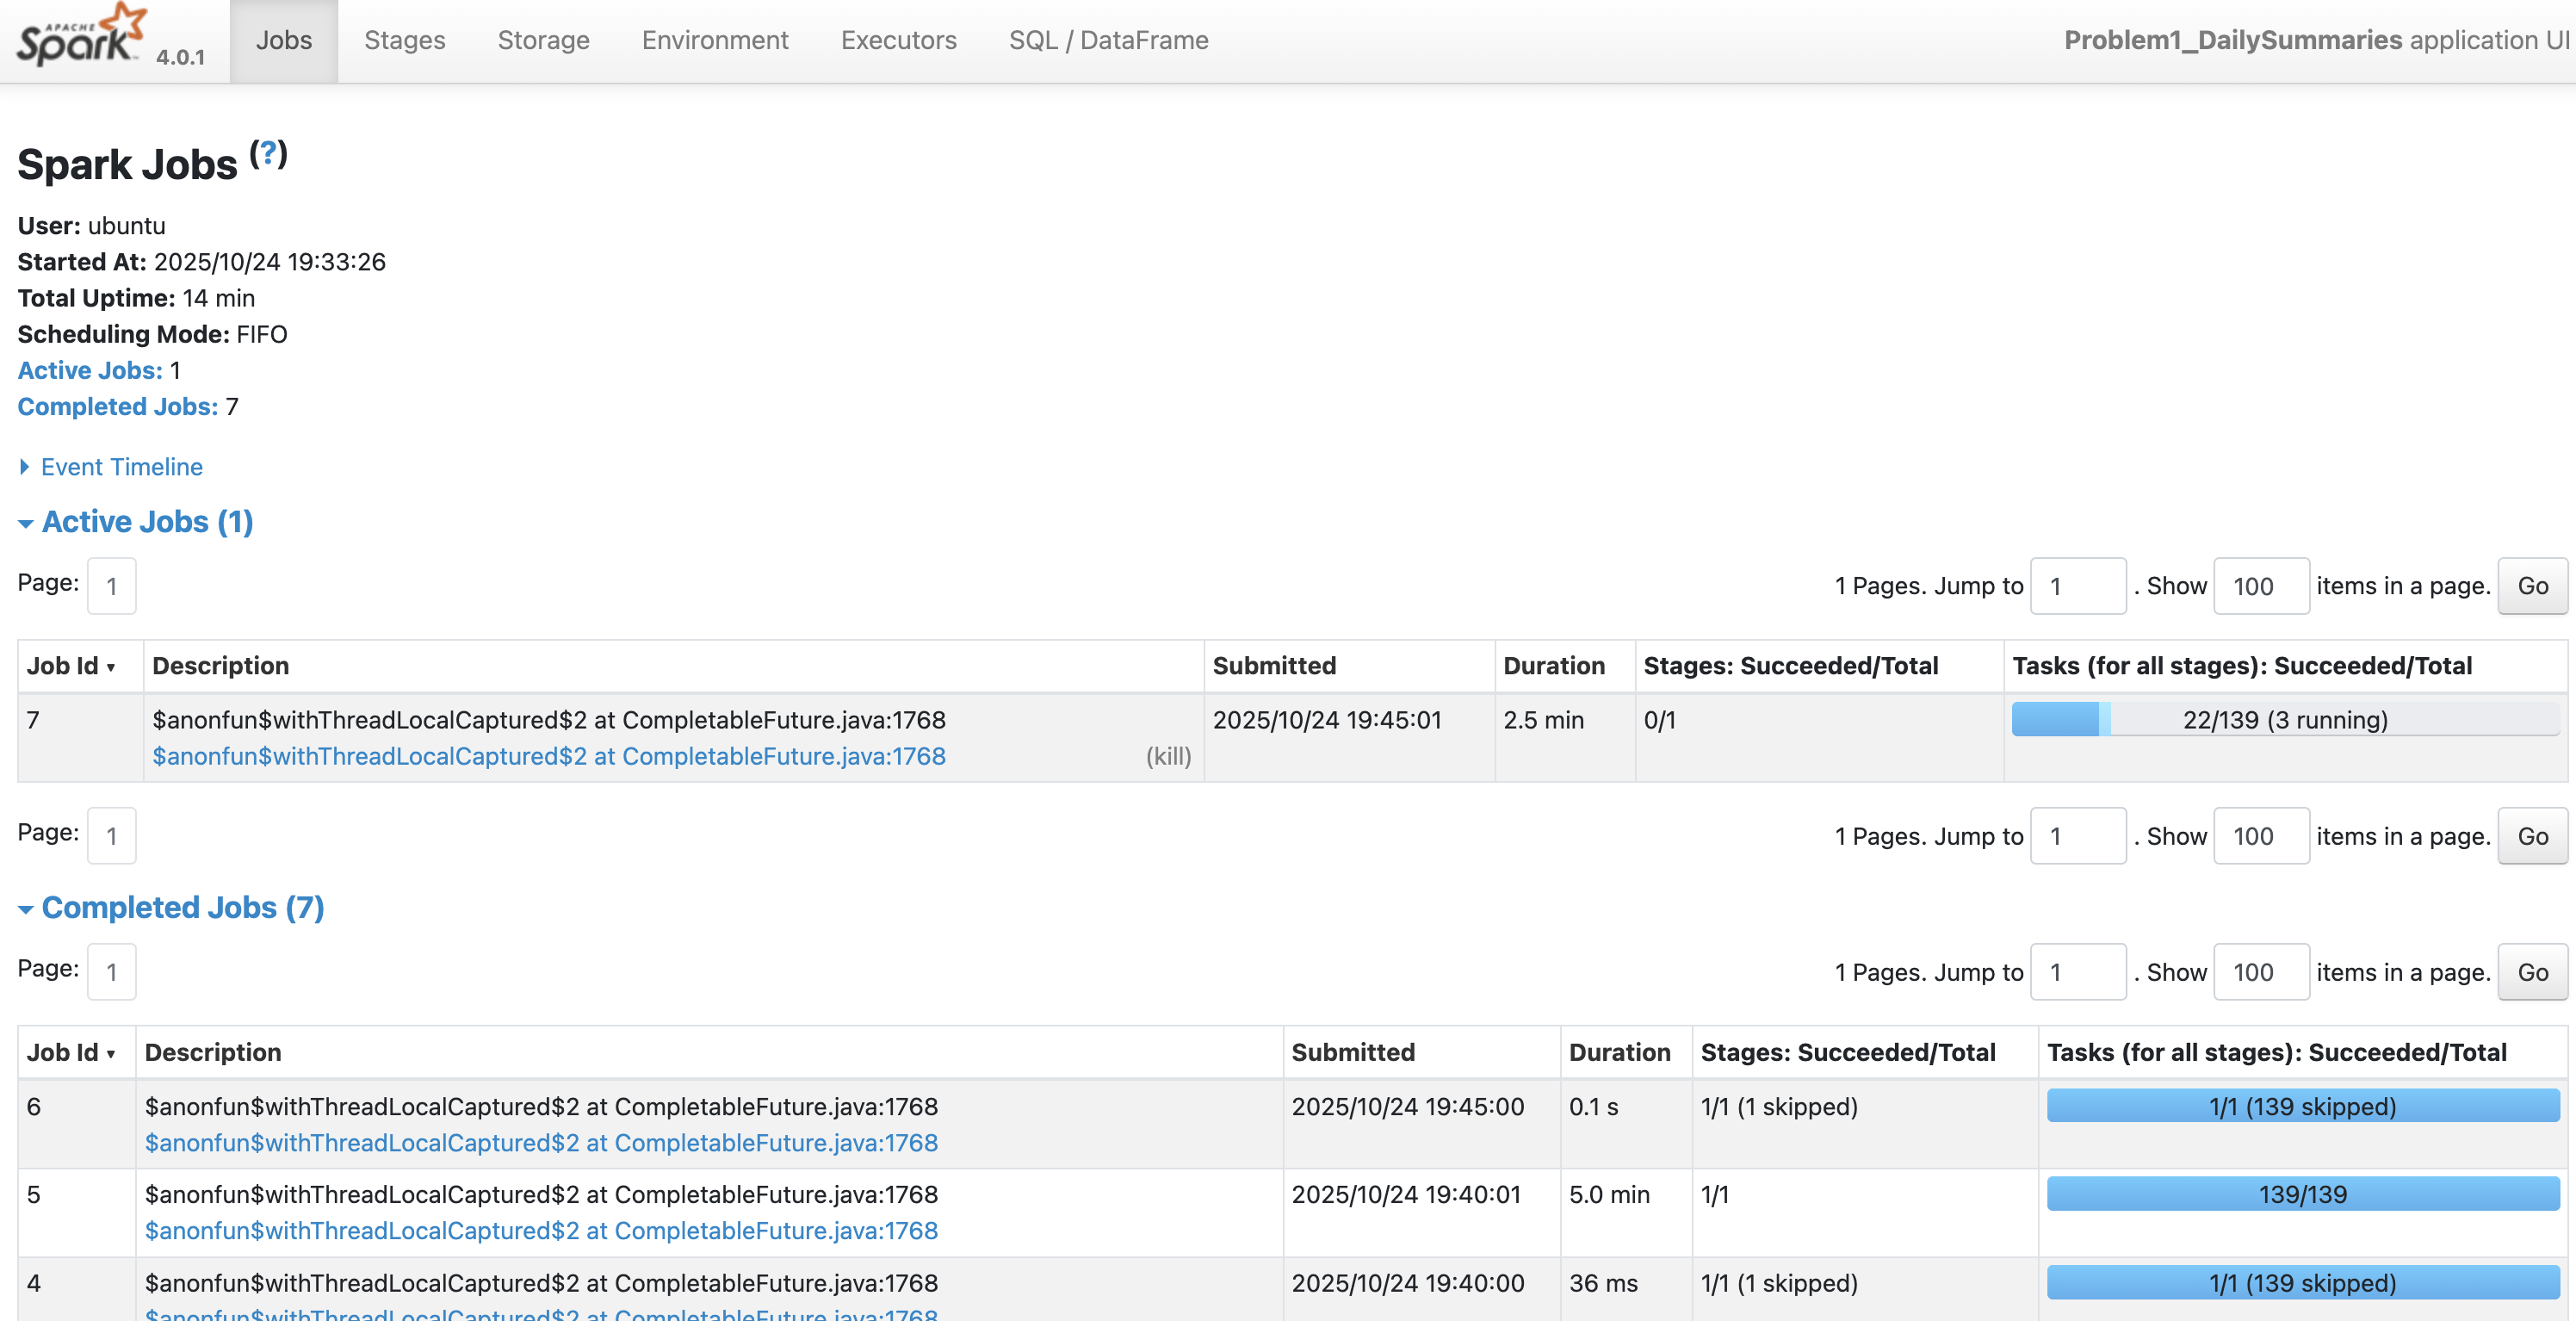 APACHE Spark 4.0.1 Jobs Stages Storage Environment Executors SQL / DataFrame Problem1_DailySummaries application UI
Spark Jobs (?)
User: ubuntu
Started At: 2025/10/24 19:33:26
Total Uptime: 14 min
Scheduling Mode: FIFO
Active Jobs: 1
Completed Jobs: 7
Event Timeline
Active Jobs (1)
Page: 1 1 Pages. Jump to 1 . Show 100 items in a page. Go
Job Id ▾ Description Submitted Duration Stages: Succeeded/Total Tasks (for all stages): Succeeded/Total
7 $anonfun$withThreadLocalCaptured$2 at CompletableFuture.java:1768 2025/10/24 19:45:01 2.5 min 0/1 22/139 (3 running)
$anonfun$withThreadLocalCaptured$2 at CompletableFuture.java:1768 (kill)
Page: 1 1 Pages. Jump to 1 . Show 100 items in a page. Go
Completed Jobs (7)
Page: 1 1 Pages. Jump to 1 . Show 100 items in a page. Go
Job Id ▾ Description Submitted Duration Stages: Succeeded/Total Tasks (for all stages): Succeeded/Total
6 $anonfun$withThreadLocalCaptured$2 at CompletableFuture.java:1768 2025/10/24 19:45:00 0.1 s 1/1 (1 skipped) 1/1 (139 skipped)
$anonfun$withThreadLocalCaptured$2 at CompletableFuture.java:1768
5 $anonfun$withThreadLocalCaptured$2 at CompletableFuture.java:1768 2025/10/24 19:40:01 5.0 min 1/1 139/139
$anonfun$withThreadLocalCaptured$2 at CompletableFuture.java:1768
4 $anonfun$withThreadLocalCaptured$2 at CompletableFuture.java:1768 2025/10/24 19:40:00 36 ms 1/1 (1 skipped) 1/1 (139 skipped)
$anonfun$withThreadLocalCaptured$2 at CompletableFuture.java:1768